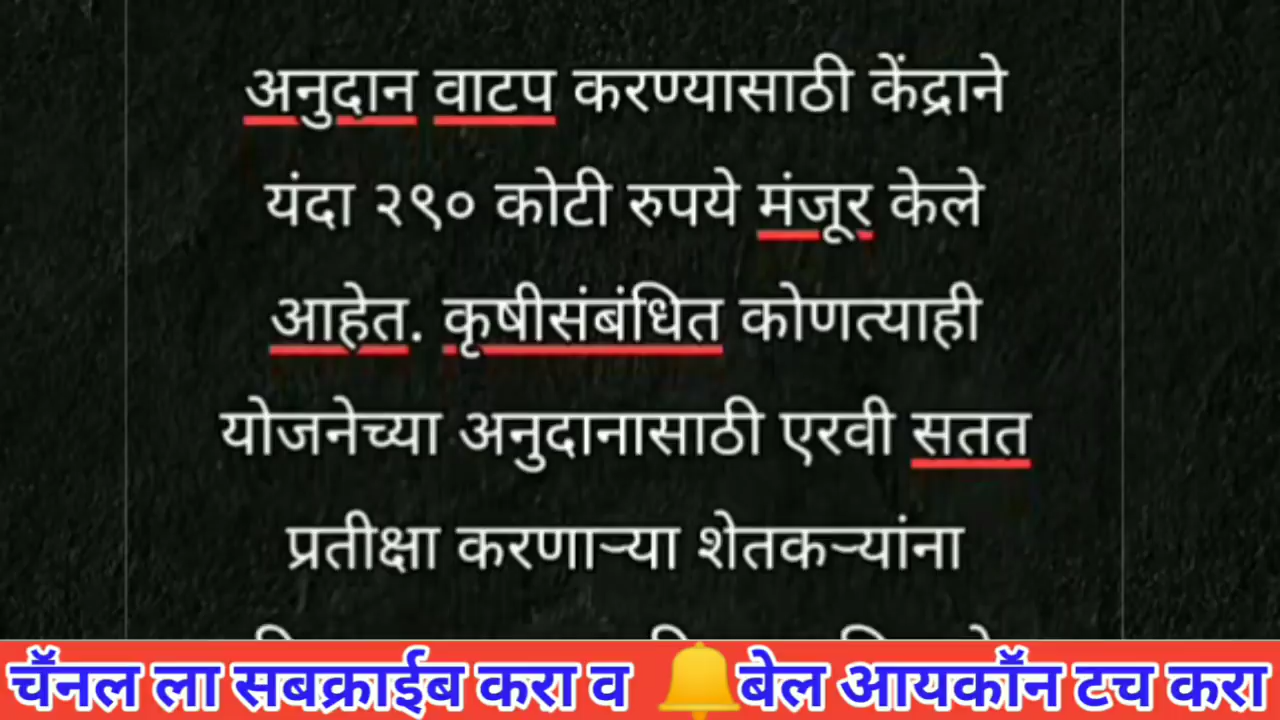 अनुदान वाटप करण्यासाठी केंद्राने
यंदा २९० कोटी रुपये मंजूर केले
आहेत. कृषीसंबंधित कोणत्याही
योजनेच्या अनुदानासाठी एरवी सतत
प्रतीक्षा करणाऱ्या शेतकऱ्यांना
चॅंनल ला सबक्राईब करा व बेल आयकॉंन टच करा